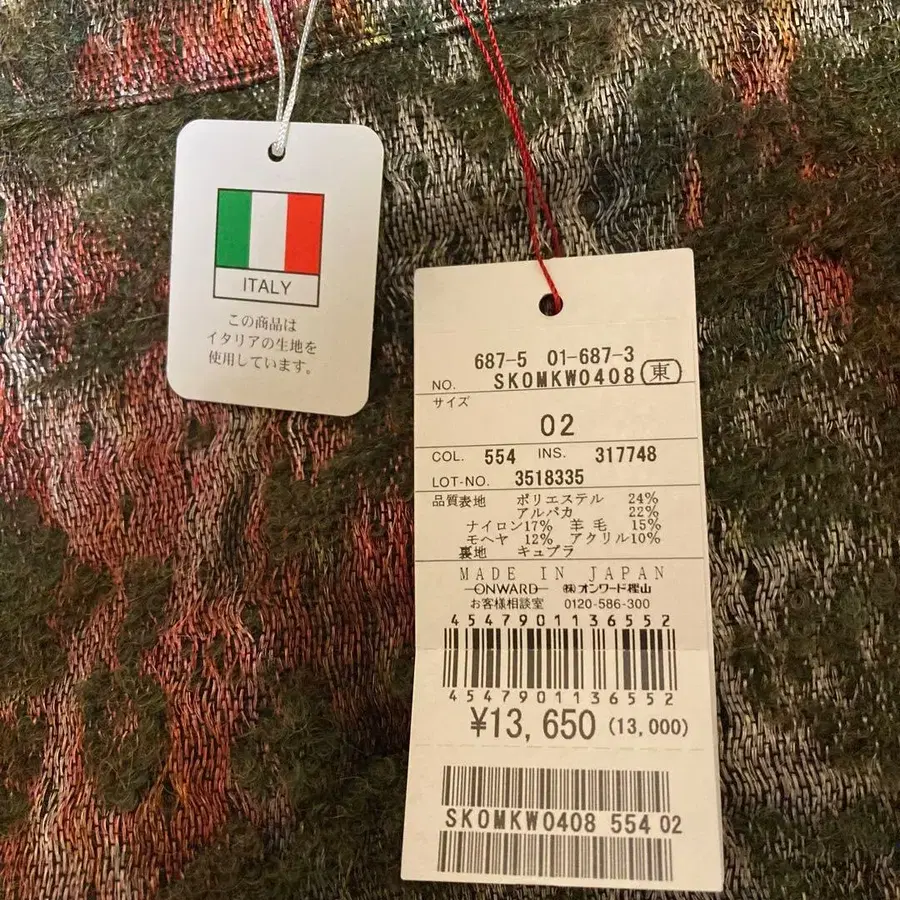 ITALY
この商品は
イタリアの生地を
使用しています。
687-5 01-687-3
NO. SKOMKW0408 東
サイズ
02
COL. 554 INS. 317748
LOT-NO. 3518335
品質表地 ポリエステル 24%
アルパカ 22%
ナイロン17% 羊毛 15%
モヘヤ 12% アクリル10%
裏地 キュプラ
MADE IN JAPAN
ONWARD ㈱オンワード樫山
お客様相談室 0120-586-300
4547901136552
4547901136552
¥13,650 (13,000)
SKOMKW0408 554 02